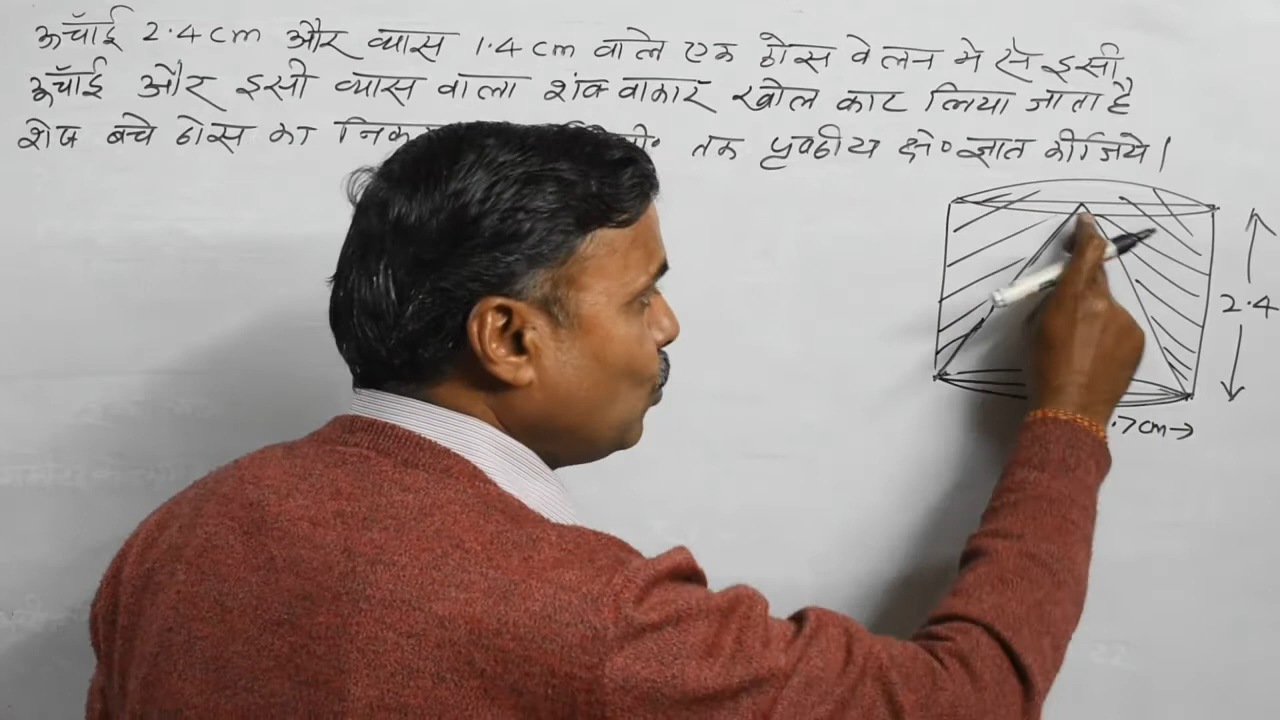 ऊँचाई 2.4 cm और व्यास 1.4 cm वाले एक ठोस बेलन में से इसी
ऊँचाई और इसी व्यास वाला शंक्वाकार खोल काट लिया जाता है
शेष बचे ठोस का तक पृष्ठीय क्षे० ज्ञात कीजिये।
2.4
.7cm→